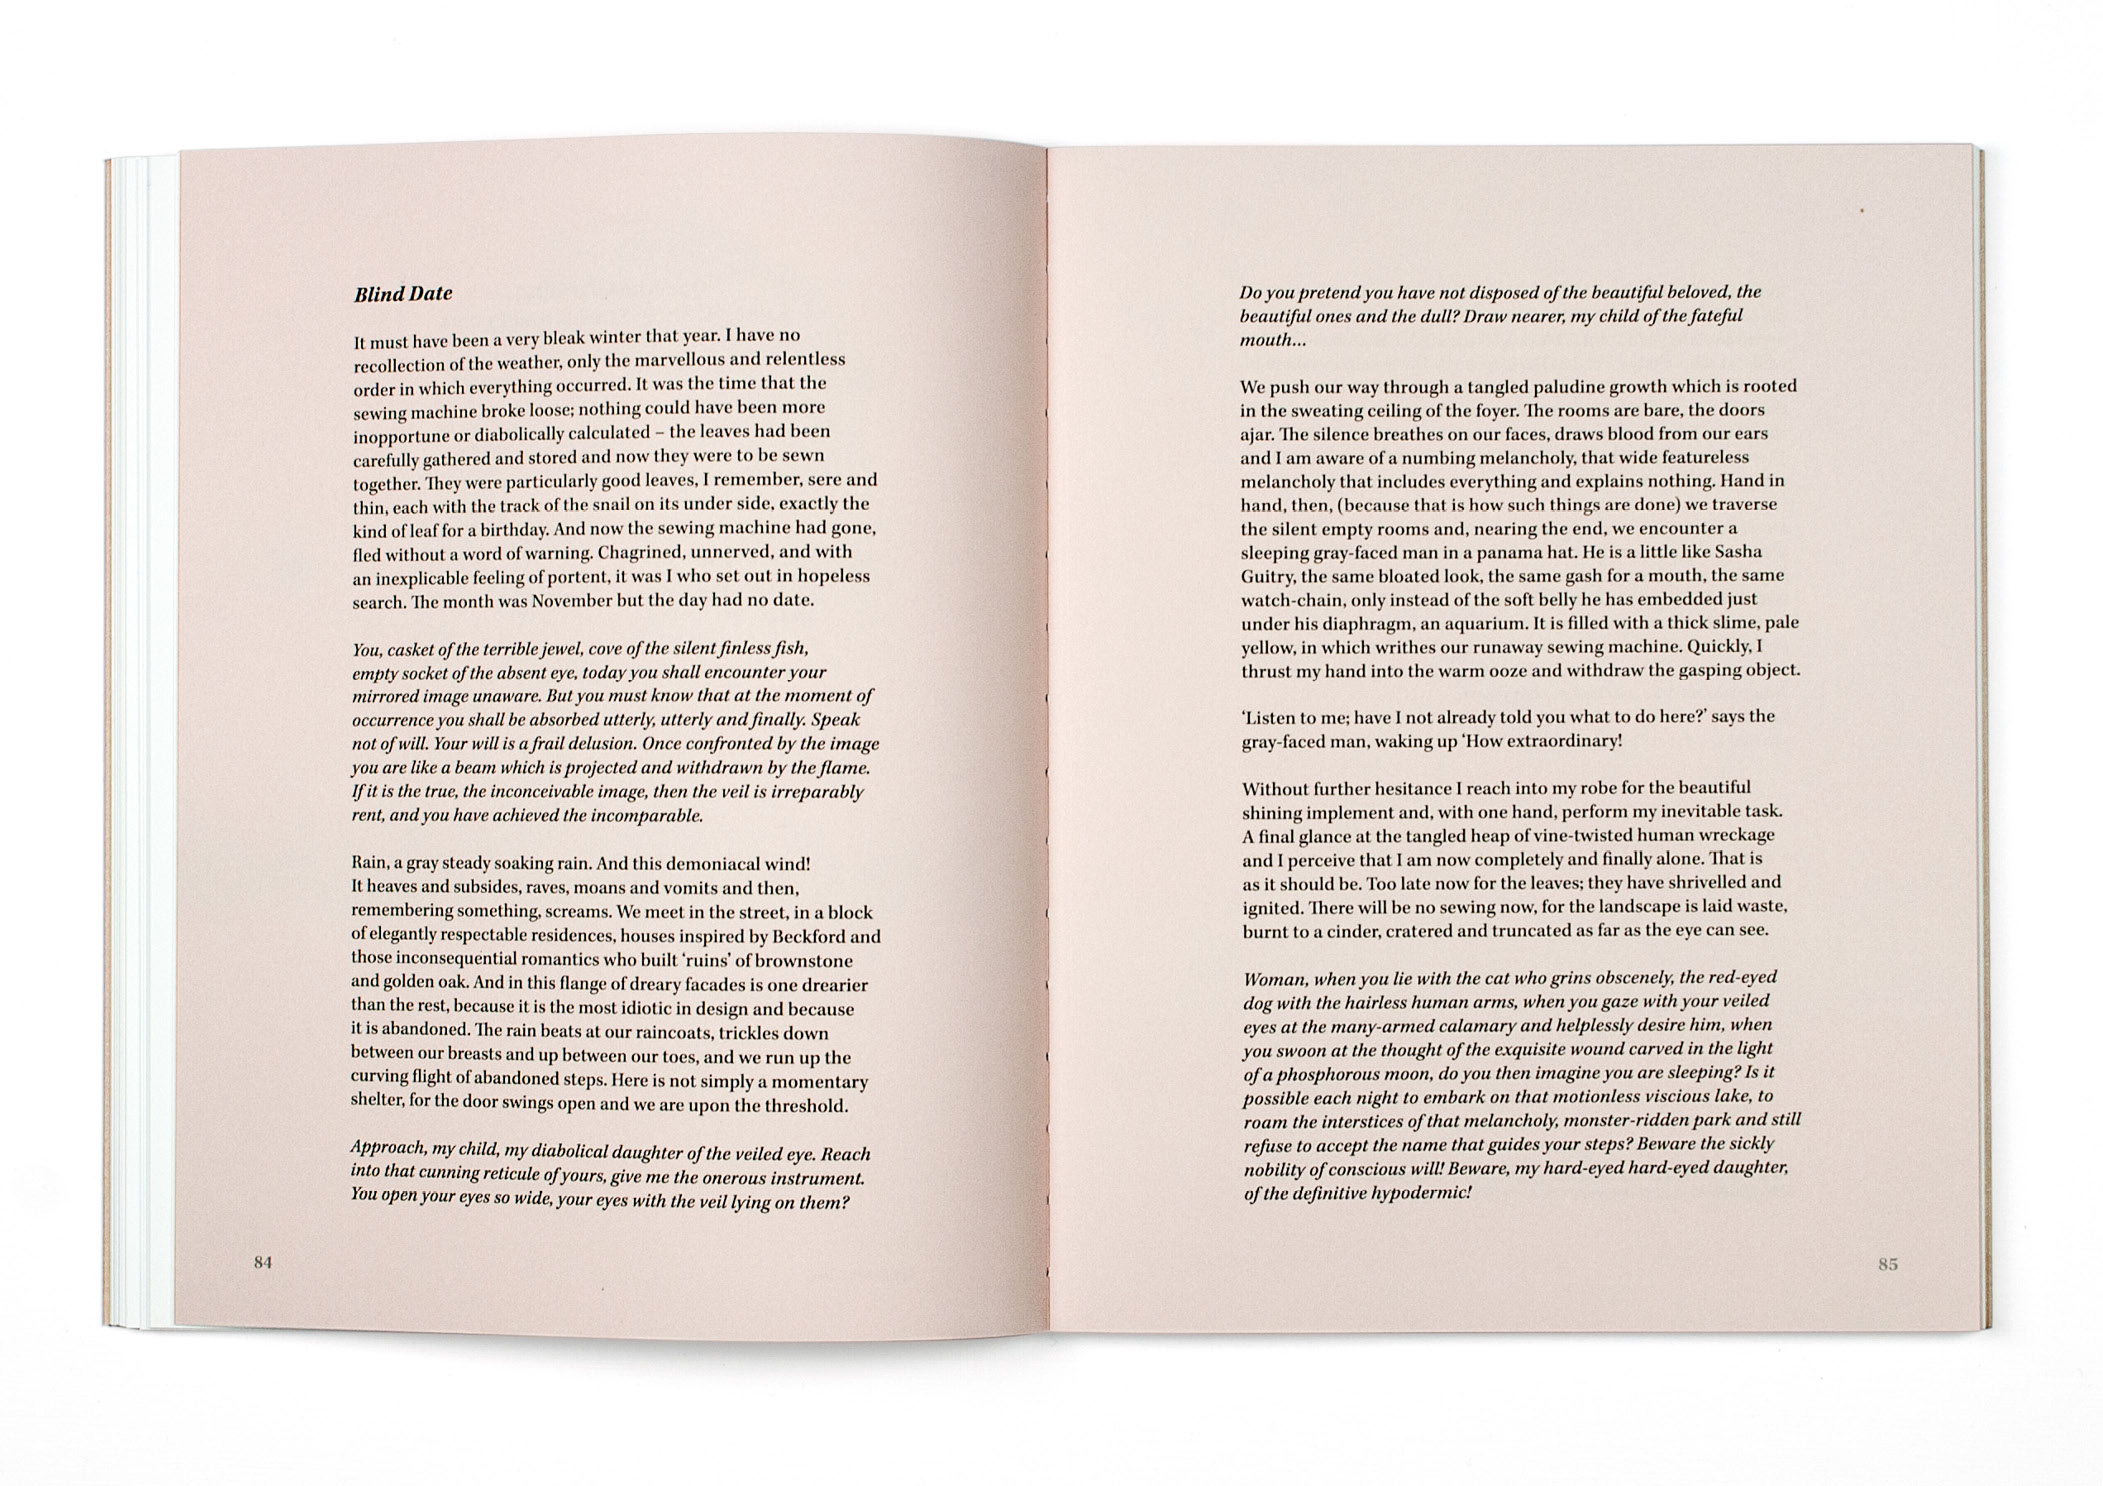 Blind Date
It must have been a very bleak winter that year. I have no
recollection of the weather, only the marvellous and relentless
order in which everything occurred. It was the time that the
sewing machine broke loose; nothing could have been more
inopportune or diabolically calculated – the leaves had been
carefully gathered and stored and now they were to be sewn
together. They were particularly good leaves, I remember, sere and
thin, each with the track of the snail on its under side, exactly the
kind of leaf for a birthday. And now the sewing machine had gone,
fled without a word of warning. Chagrined, unnerved, and with
an inexplicable feeling of portent, it was I who set out in hopeless
search. The month was November but the day had no date.
You, casket of the terrible jewel, cove of the silent finless fish,
empty socket of the absent eye, today you shall encounter your
mirrored image unaware. But you must know that at the moment of
occurrence you shall be absorbed utterly, utterly and finally. Speak
not of will. Your will is a frail delusion. Once confronted by the image
you are like a beam which is projected and withdrawn by the flame.
If it is the true, the inconceivable image, then the veil is irreparably
rent, and you have achieved the incomparable.
Rain, a gray steady soaking rain. And this demoniacal wind!
It heaves and subsides, raves, moans and vomits and then,
remembering something, screams. We meet in the street, in a block
of elegantly respectable residences, houses inspired by Beckford and
those inconsequential romantics who built ‘ruins’ of brownstone
and golden oak. And in this flange of dreary facades is one drearier
than the rest, because it is the most idiotic in design and because
it is abandoned. The rain beats at our raincoats, trickles down
between our breasts and up between our toes, and we run up the
curving flight of abandoned steps. Here is not simply a momentary
shelter, for the door swings open and we are upon the threshold.
Approach, my child, my diabolical daughter of the veiled eye. Reach
into that cunning reticule of yours, give me the onerous instrument.
You open your eyes so wide, your eyes with the veil lying on them?
84
Do you pretend you have not disposed of the beautiful beloved, the
beautiful ones and the dull? Draw nearer, my child of the fateful
mouth...
We push our way through a tangled paludine growth which is rooted
in the sweating ceiling of the foyer. The rooms are bare, the doors
ajar. The silence breathes on our faces, draws blood from our ears
and I am aware of a numbing melancholy, that wide featureless
melancholy that includes everything and explains nothing. Hand in
hand, then, (because that is how such things are done) we traverse
the silent empty rooms and, nearing the end, we encounter a
sleeping gray-faced man in a panama hat. He is a little like Sasha
Guitry, the same bloated look, the same gash for a mouth, the same
watch-chain, only instead of the soft belly he has embedded just
under his diaphragm, an aquarium. It is filled with a thick slime, pale
yellow, in which writhes our runaway sewing machine. Quickly, I
thrust my hand into the warm ooze and withdraw the gasping object.
‘Listen to me; have I not already told you what to do here?’ says the
gray-faced man, waking up ‘How extraordinary!
Without further hesitance I reach into my robe for the beautiful
shining implement and, with one hand, perform my inevitable task.
A final glance at the tangled heap of vine-twisted human wreckage
and I perceive that I am now completely and finally alone. That is
as it should be. Too late now for the leaves; they have shrivelled and
ignited. There will be no sewing now, for the landscape is laid waste,
burnt to a cinder, cratered and truncated as far as the eye can see.
Woman, when you lie with the cat who grins obscenely, the red-eyed
dog with the hairless human arms, when you gaze with your veiled
eyes at the many-armed calamary and helplessly desire him, when
you swoon at the thought of the exquisite wound carved in the light
of a phosphorous moon, do you then imagine you are sleeping? Is it
possible each night to embark on that motionless viscious lake, to
roam the interstices of that melancholy, monster-ridden park and still
refuse to accept the name that guides your steps? Beware the sickly
nobility of conscious will! Beware, my hard-eyed hard-eyed daughter,
of the definitive hypodermic!
85